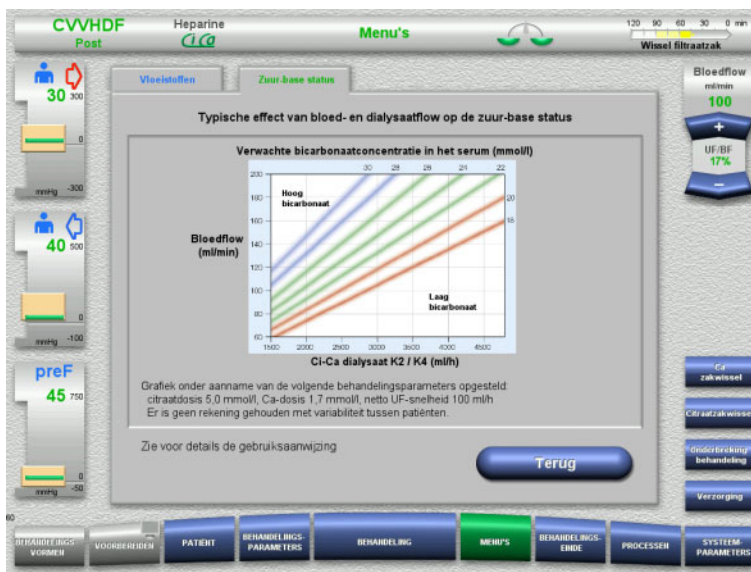 CVVHDF
Post
Heparine
CiCa
Menu's
120 90 60 30 0 min
Wissel filtraatzak
30 300
0
mmHg -300
40 500
0
mmHg -100
preF
45 750
0
mmHg -50
Vloeistoffen
Zuur-base status
Typische effect van bloed- en dialysaatflow op de zuur-base status
Verwachte bicarbonaatconcentratie in het serum (mmol/l)
30 28 26 24 22
20
18
200
180
160
140
120
100
80
60
Hoog
bicarbonaat
Laag
bicarbonaat
Bloedflow
(ml/min)
1500 2000 2500 3000 3500 4000 4500
Ci-Ca dialysaat K2 / K4 (ml/h)
Grafiek onder aanname van de volgende behandelingsparameters opgesteld:
citraatdosis 5,0 mmol/l, Ca-dosis 1,7 mmol/l, netto UF-snelheid 100 ml/h
Er is geen rekening gehouden met variabiliteit tussen patiënten.
Zie voor details de gebruiksaanwijzing
Terug
Bloedflow
ml/min
100
+
UF/BF
17%
−
Ca
zakwissel
Citraatzakwissel
Onderbreking
behandeling
Verzorging
BEHANDELINGS-
VORMEN
VOORBEREIDEN
PATIËNT
BEHANDELINGS-
PARAMETERS
BEHANDELING
MENU'S
BEHANDELINGS-
EINDE
PROCESSEN
SYSTEEM-
PARAMETERS